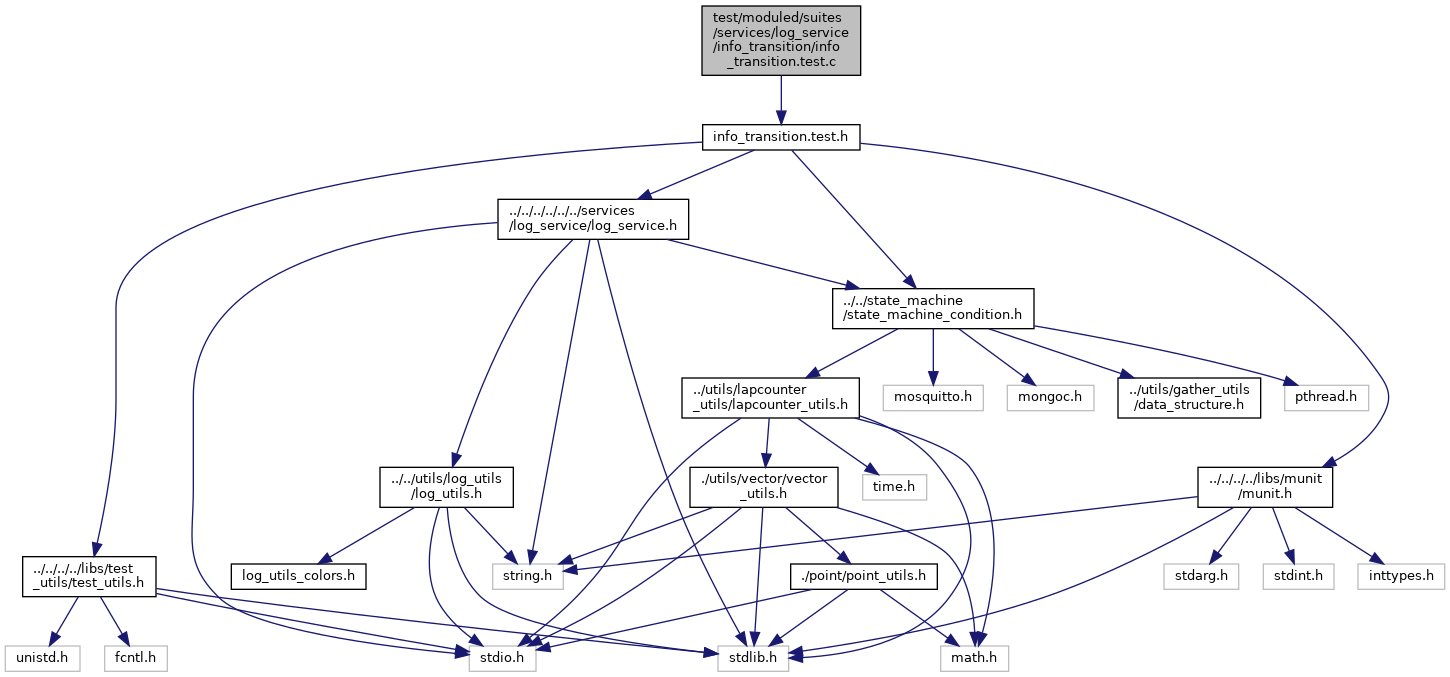 test/moduled/suites
/services/log_service
/info_transition/info
_transition.test.c
info_transition.test.h
../../../../../../services
/log_service/log_service.h
../../state_machine
/state_machine_condition.h
../utils/lapcounter
_utils/lapcounter_utils.h
mosquitto.h
mongoc.h
../utils/gather_utils
/data_structure.h
pthread.h
../../utils/log_utils
/log_utils.h
./utils/vector/vector
_utils.h
time.h
../../../../libs/munit
/munit.h
../../../../libs/test
_utils/test_utils.h
log_utils_colors.h
string.h
./point/point_utils.h
stdarg.h
stdint.h
inttypes.h
unistd.h
fcntl.h
stdio.h
stdlib.h
math.h